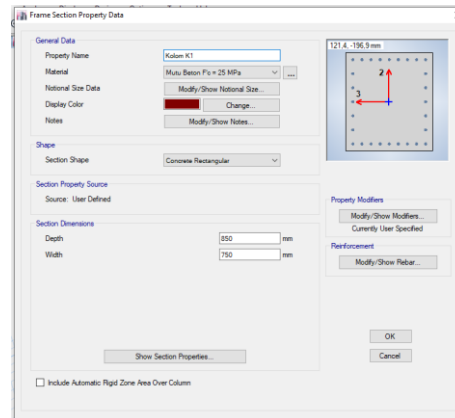 Frame Section Property Data
General Data
Property Name Kolom K1
Material Mutu Beton F'c = 25 MPa ...
Notional Size Data Modify/Show Notional Size...
Display Color Change...
Notes Modify/Show Notes...
Shape
Section Shape Concrete Rectangular
Section Property Source
Source: User Defined
Section Dimensions
Depth 850 mm
Width 750 mm
Show Section Properties...
Include Automatic Rigid Zone Area Over Column
121,4, -196,9 mm
2
3
Property Modifiers
Modify/Show Modifiers...
Currently User Specified
Reinforcement
Modify/Show Rebar...
OK
Cancel